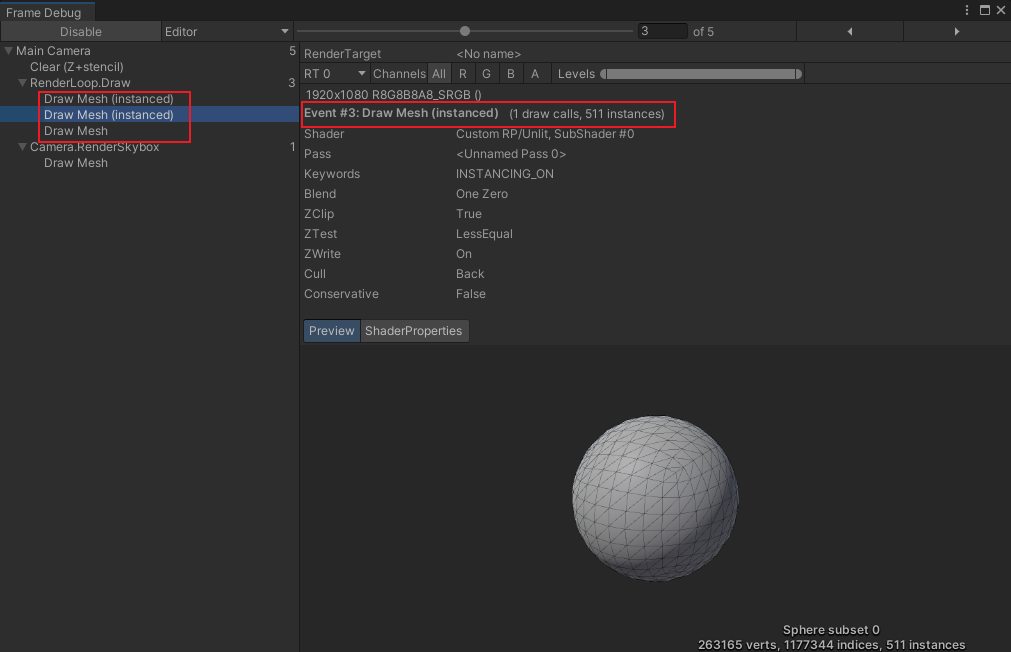 Frame Debug
Disable Editor 3 of 5
Main Camera 5
Clear (Z+stencil)
RenderLoop.Draw 3
Draw Mesh (instanced)
Draw Mesh (instanced)
Draw Mesh
Camera.RenderSkybox 1
Draw Mesh
RenderTarget <No name>
RT 0 Channels All R G B A Levels
1920x1080 R8G8B8A8_SRGB ()
Event #3: Draw Mesh (instanced) (1 draw calls, 511 instances)
Shader Custom RP/Unlit, SubShader #0
Pass <Unnamed Pass 0>
Keywords INSTANCING_ON
Blend One Zero
ZClip True
ZTest LessEqual
ZWrite On
Cull Back
Conservative False
Preview ShaderProperties
Sphere subset 0
263165 verts, 1177344 indices, 511 instances